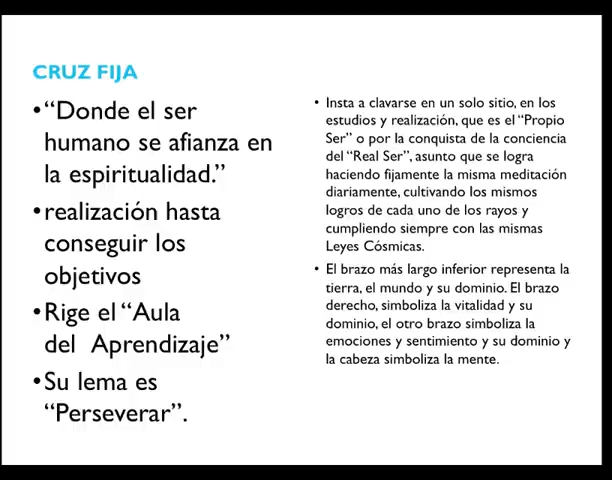 CRUZ FIJA
•“Donde el ser
humano se afianza en
la espiritualidad.”
•realización hasta
conseguir los
objetivos
•Rige el “Aula
del Aprendizaje”
•Su lema es
“Perseverar”.
• Insta a clavarse en un solo sitio, en los
estudios y realización, que es el “Propio
Ser” o por la conquista de la conciencia
del “Real Ser”, asunto que se logra
haciendo fijamente la misma meditación
diariamente, cultivando los mismos
logros de cada uno de los rayos y
cumpliendo siempre con las mismas
Leyes Cósmicas.
• El brazo más largo inferior representa la
tierra, el mundo y su dominio. El brazo
derecho, simboliza la vitalidad y su
dominio, el otro brazo simboliza la
emociones y sentimiento y su dominio y
la cabeza simboliza la mente.